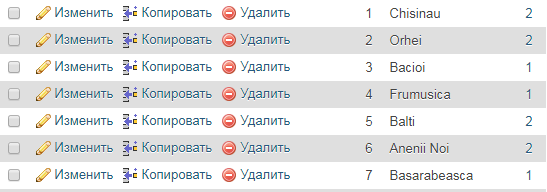 Изменить Копировать Удалить 1 Chisinau 2
Изменить Копировать Удалить 2 Orhei 2
Изменить Копировать Удалить 3 Bacioi 1
Изменить Копировать Удалить 4 Frumusica 1
Изменить Копировать Удалить 5 Balti 2
Изменить Копировать Удалить 6 Anenii Noi 2
Изменить Копировать Удалить 7 Basarabeasca 1